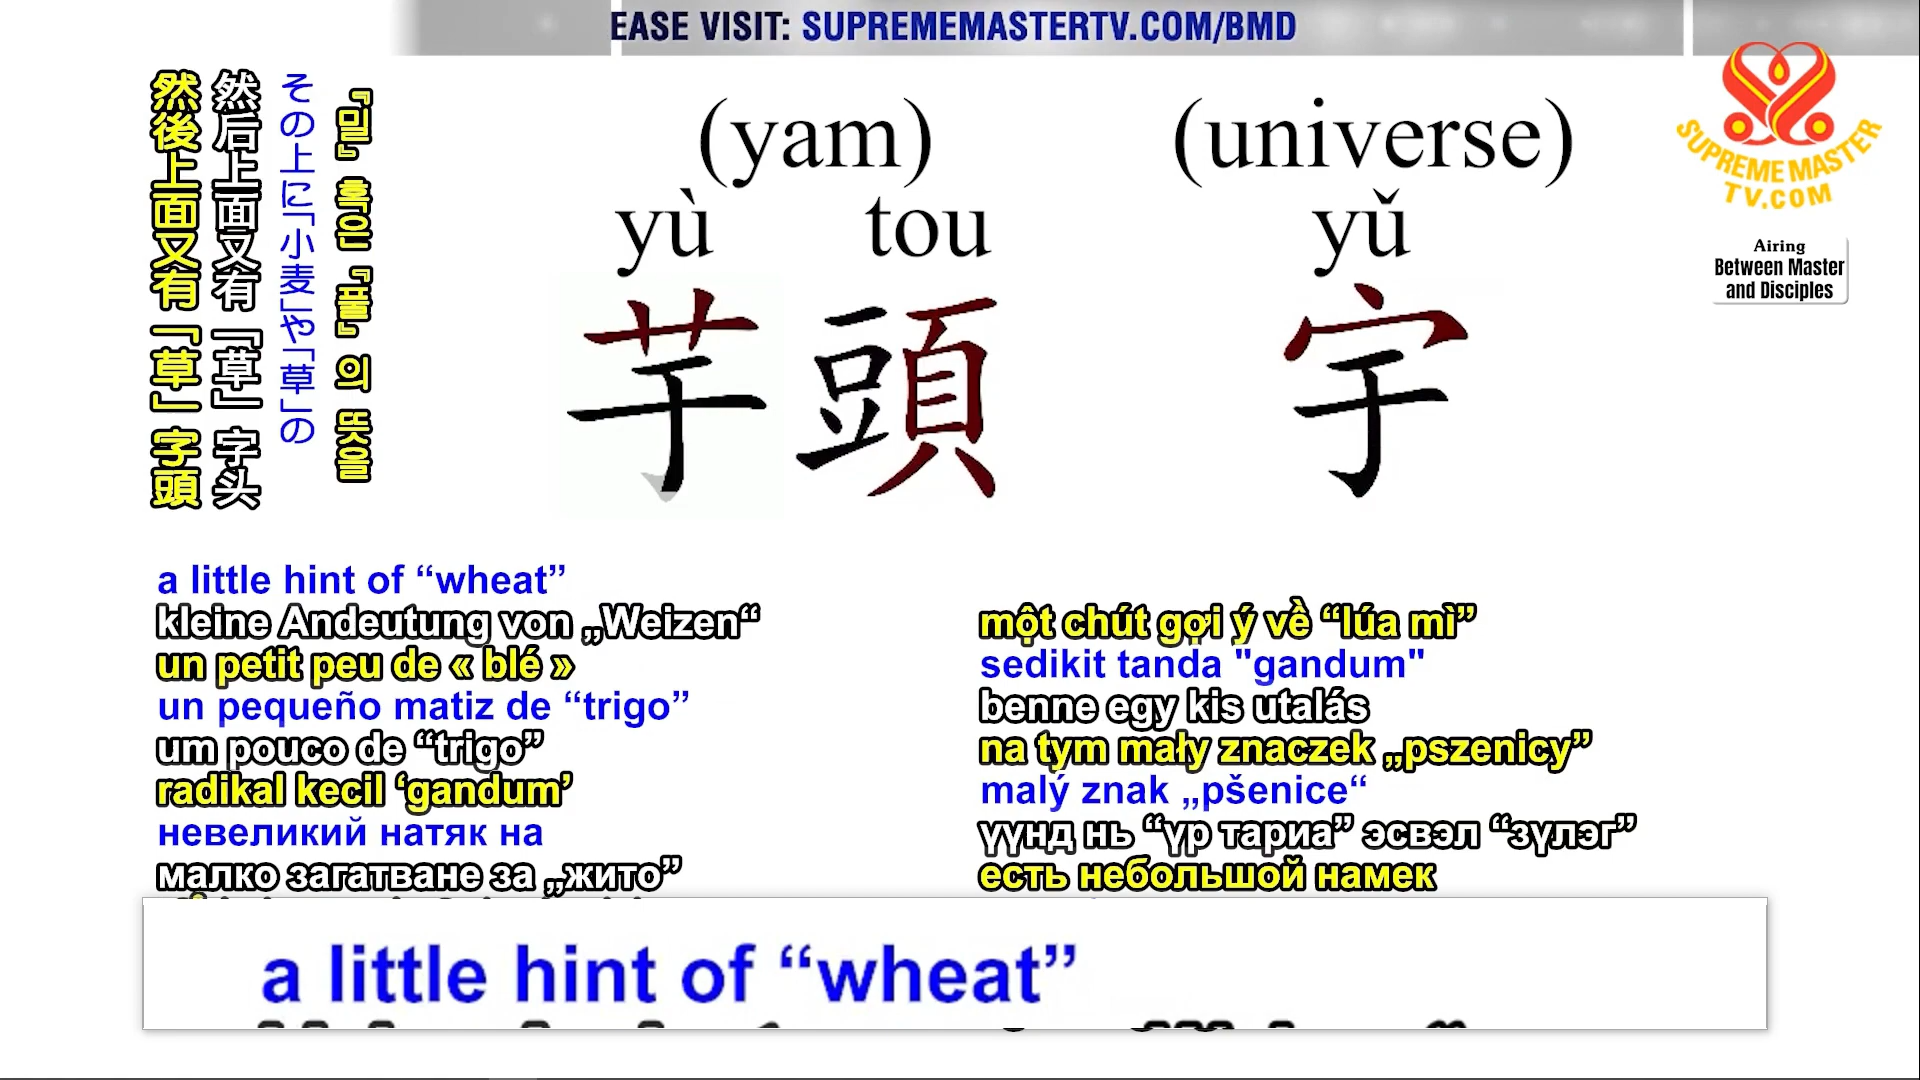 EASE VISIT: SUPREMEMASTERTV.COM/BMD
SUPREME MASTER
TV.COM
Airing
Between Master
and Disciples
『밀』 혹은 『풀』의 뜻을
その上に「小麦」や「草」の
然后上面又有「草」字头
然後上面又有「草」字頭
(yam)
yù tou
芋頭
(universe)
yǔ
宇
a little hint of “wheat”
kleine Andeutung von „Weizen“
un petit peu de « blé »
un pequeño matiz de “trigo”
um pouco de “trigo”
radikal kecil ‘gandum’
невеликий натяк на
малко загатване за „жито”
một chút gợi ý về “lúa mì”
sedikit tanda "gandum"
benne egy kis utalás
na tym mały znaczek „pszenicy”
malý znak „pšenice“
үүнд нь “үр тариа” эсвэл “зүлэг”
есть небольшой намек
a little hint of “wheat”